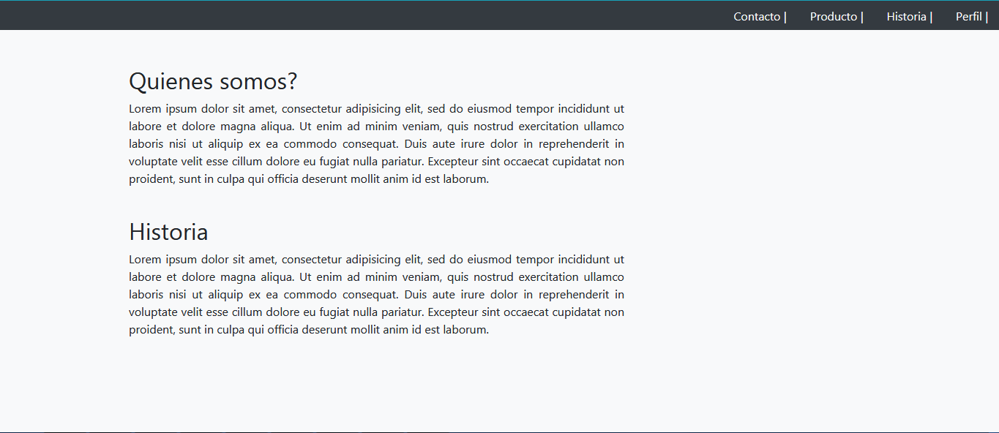 Contacto | Producto | Historia | Perfil |
Quienes somos?
Lorem ipsum dolor sit amet, consectetur adipisicing elit, sed do eiusmod tempor incididunt ut
labore et dolore magna aliqua. Ut enim ad minim veniam, quis nostrud exercitation ullamco
laboris nisi ut aliquip ex ea commodo consequat. Duis aute irure dolor in reprehenderit in
voluptate velit esse cillum dolore eu fugiat nulla pariatur. Excepteur sint occaecat cupidatat non
proident, sunt in culpa qui officia deserunt mollit anim id est laborum.
Historia
Lorem ipsum dolor sit amet, consectetur adipisicing elit, sed do eiusmod tempor incididunt ut
labore et dolore magna aliqua. Ut enim ad minim veniam, quis nostrud exercitation ullamco
laboris nisi ut aliquip ex ea commodo consequat. Duis aute irure dolor in reprehenderit in
voluptate velit esse cillum dolore eu fugiat nulla pariatur. Excepteur sint occaecat cupidatat non
proident, sunt in culpa qui officia deserunt mollit anim id est laborum.